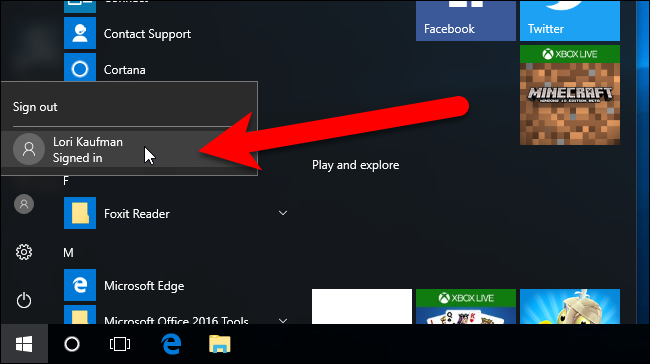 Connect
Contact Support
Cortana
Sign out
Lori Kaufman
Signed in
F
Foxit Reader
M
Microsoft Edge
Microsoft Office 2016 Tools
Facebook
Twitter
XBOX LIVE
MINECRAFT
WINDOWS 10 EDITION BETA
Play and explore
XBOX LIVE